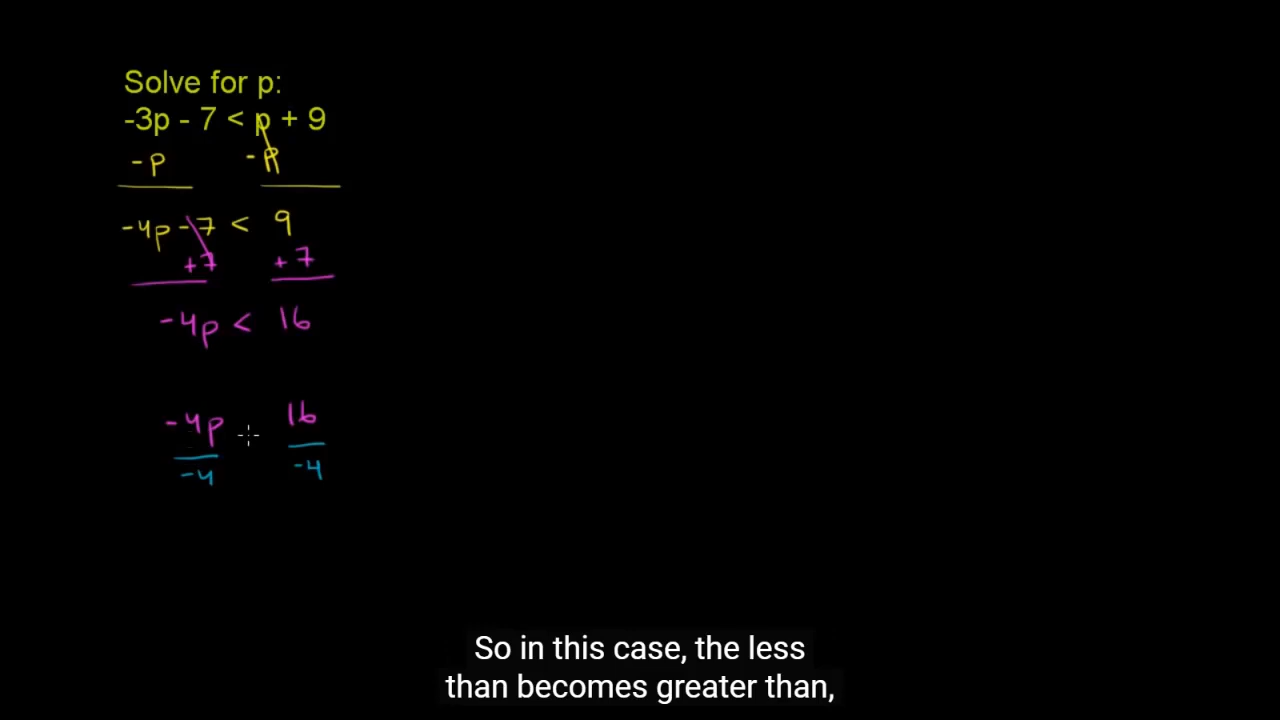 Solve for p:
-3p - 7 < p + 9
-p -p
-4p -7 < 9
+7 +7
-4p < 16
-4p 16
-4 -4
So in this case, the less
than becomes greater than,